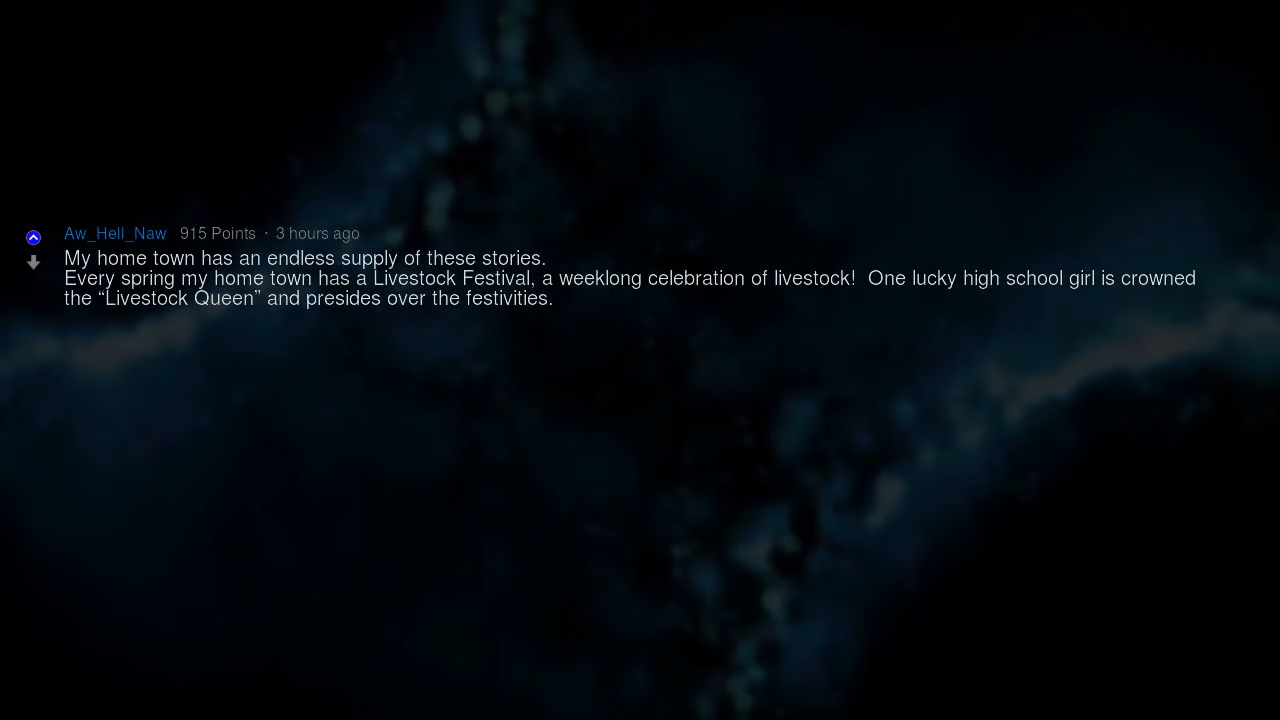 Aw_Hell_Naw 915 Points · 3 hours ago
My home town has an endless supply of these stories.
Every spring my home town has a Livestock Festival, a weeklong celebration of livestock!  One lucky high school girl is crowned
the “Livestock Queen” and presides over the festivities.